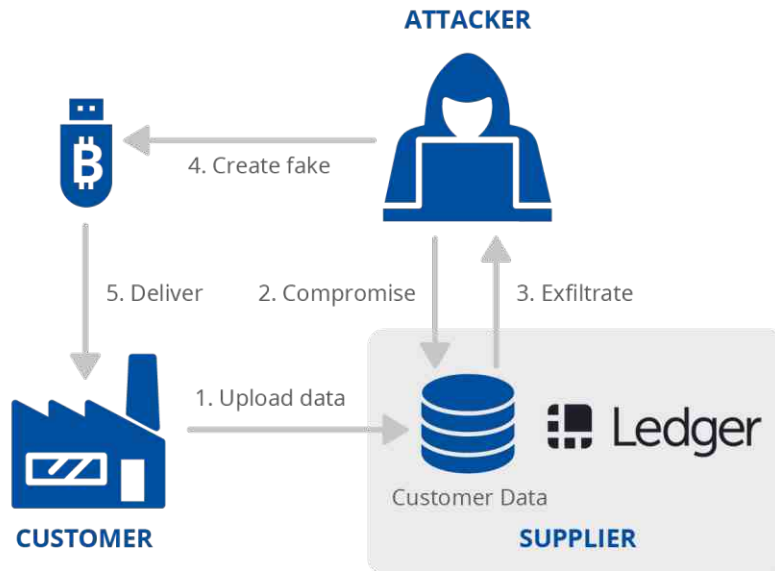 ATTACKER
4. Create fake
5. Deliver
2. Compromise
3. Exfiltrate
1. Upload data
Ledger
Customer Data
CUSTOMER
SUPPLIER